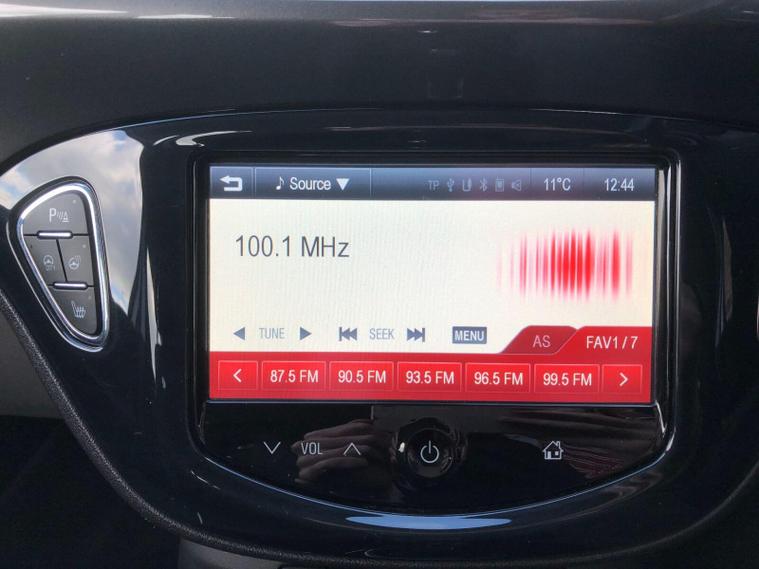 Source TP 11°C 12:44
P
100.1 MHz
CITY
TUNE SEEK MENU AS FAV1 / 7
87.5 FM 90.5 FM 93.5 FM 96.5 FM 99.5 FM
VOL